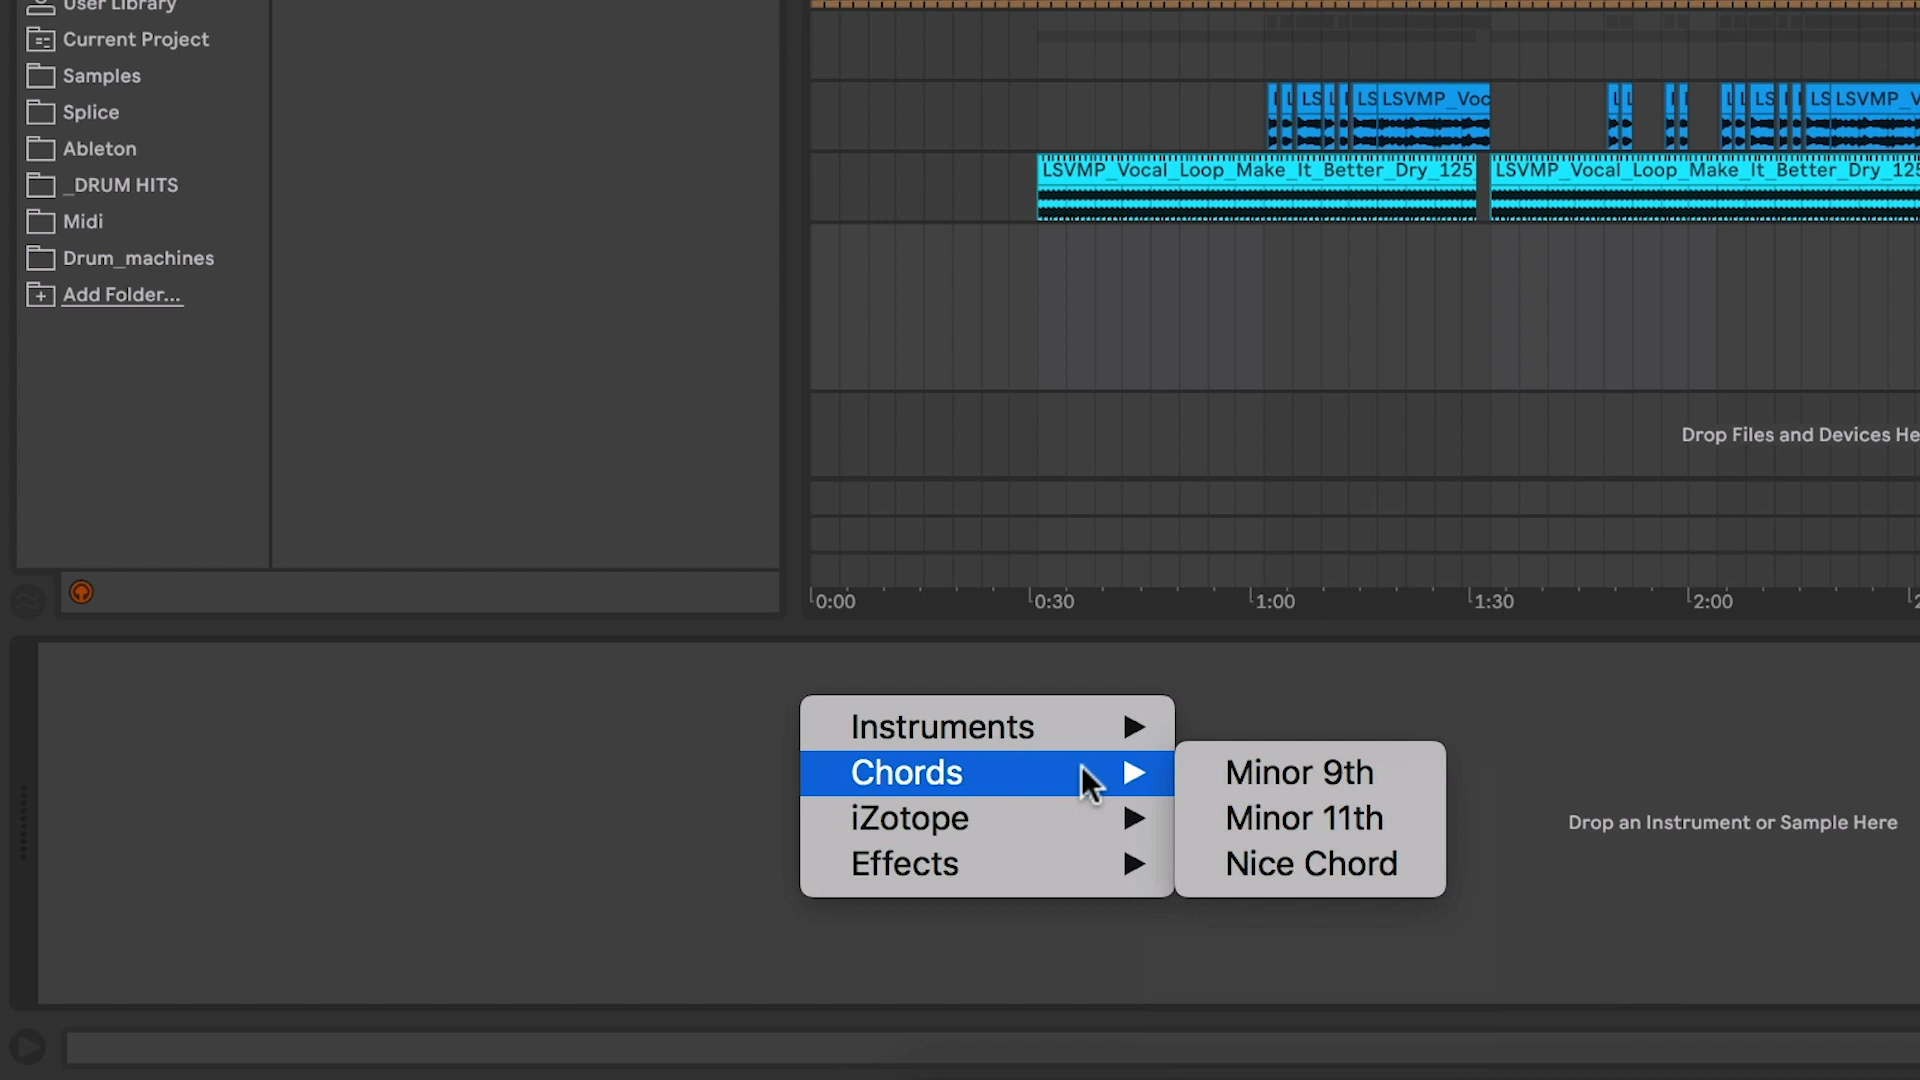 User Library
Current Project
Samples
Splice
Ableton
_DRUM HITS
Midi
Drum_machines
Add Folder...
L LS L LS LSVMP_Voc
L L L L LS LS LSVMP_V
LSVMP_Vocal_Loop_Make_It_Better_Dry_125
LSVMP_Vocal_Loop_Make_It_Better_Dry_125
Drop Files and Devices He
0:00
0:30
1:00
1:30
2:00
Instruments
Chords
iZotope
Effects
Minor 9th
Minor 11th
Nice Chord
Drop an Instrument or Sample Here